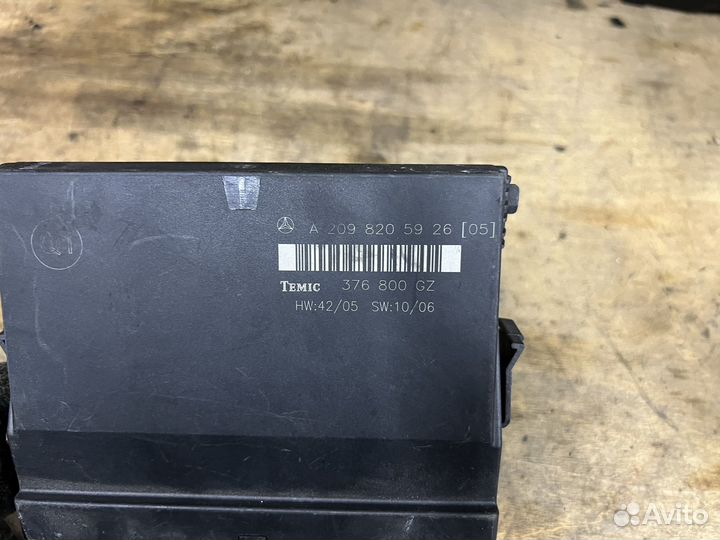 A 209 820 59 26 [05]
TEMIC 376 800 GZ
HW:42/05 SW:10/06
Avito